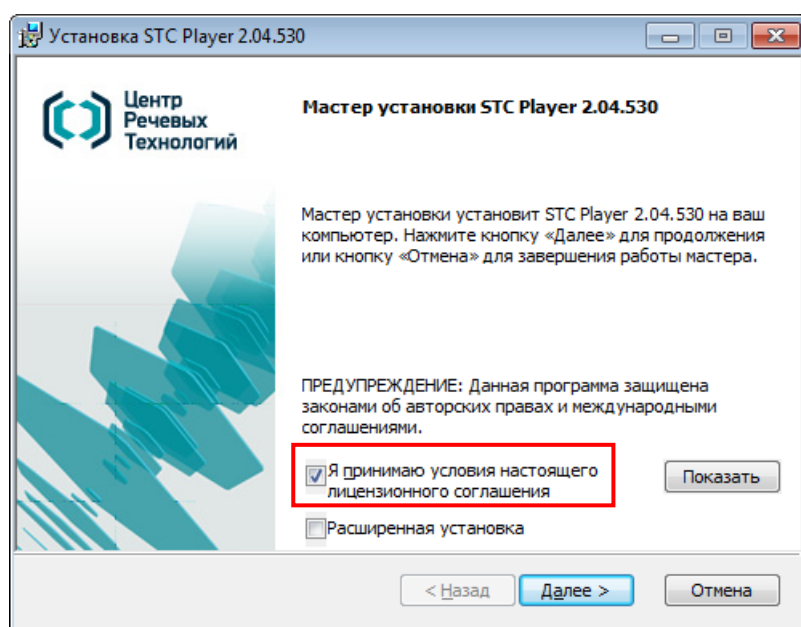 Установка STC Player 2.04.530
Центр
Речевых
Технологий
Мастер установки STC Player 2.04.530
Мастер установки установит STC Player 2.04.530 на ваш
компьютер. Нажмите кнопку «Далее» для продолжения
или кнопку «Отмена» для завершения работы мастера.
ПРЕДУПРЕЖДЕНИЕ: Данная программа защищена
законами об авторских правах и международными
соглашениями.
Я принимаю условия настоящего
лицензионного соглашения
Показать
Расширенная установка
< Назад
Далее >
Отмена